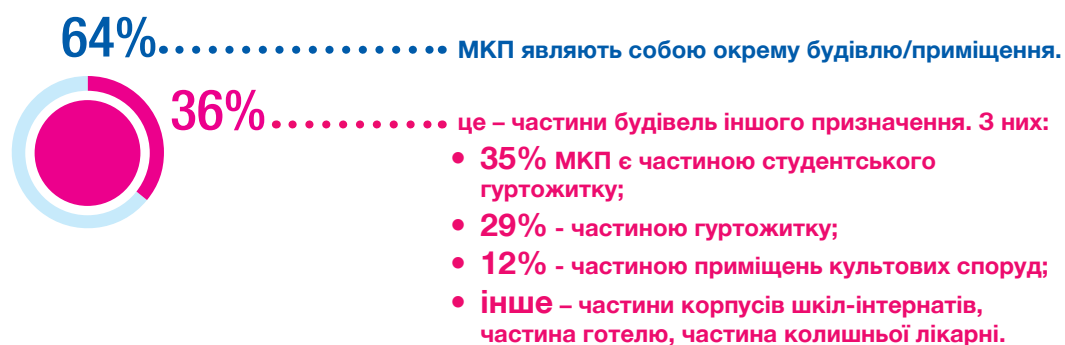 64% МКП являють собою окрему будівлю/приміщення.
36% це – частини будівель іншого призначення. З них:
• 35% МКП є частиною студентського
гуртожитку;
• 29% - частиною гуртожитку;
• 12% - частиною приміщень культових споруд;
• інше – частини корпусів шкіл-інтернатів,
частина готелю, частина колишньої лікарні.